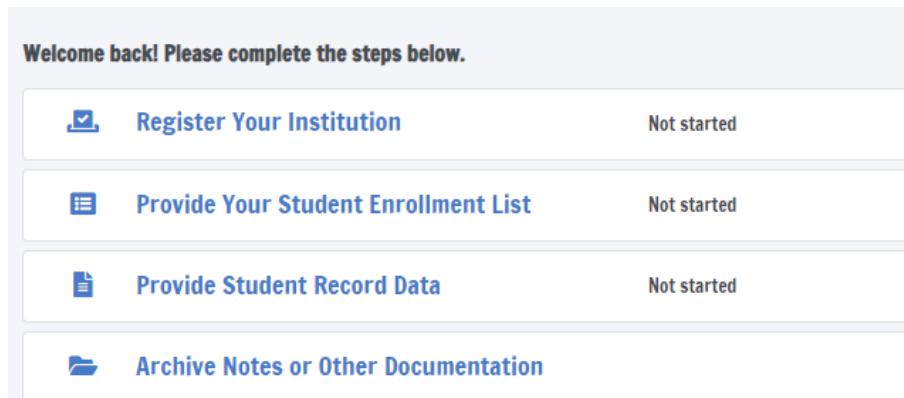 Welcome back! Please complete the steps below.
Register Your Institution Not started
Provide Your Student Enrollment List Not started
Provide Student Record Data Not started
Archive Notes or Other Documentation